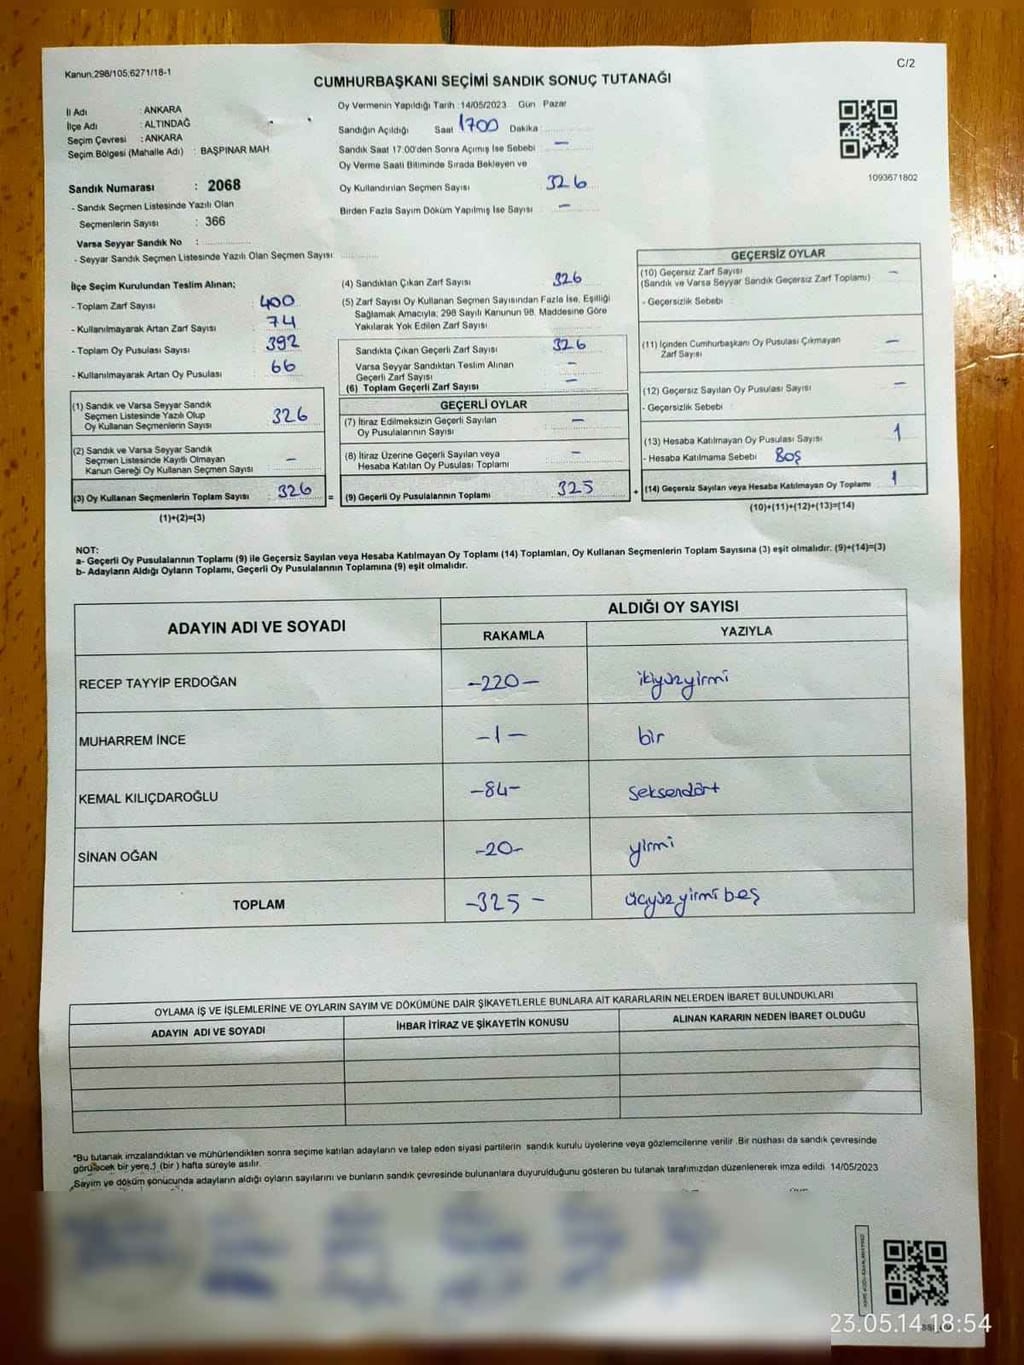 Kanun;298/105,6271/18-1
C/2
CUMHURBAŞKANI SEÇİMİ SANDIK SONUÇ TUTANAĞI
İl Adı : ANKARA
İlçe Adı : ALTINDAĞ
Seçim Çevresi : ANKARA
Seçim Bölgesi (Mahalle Adı) : BAŞPINAR MAH
Sandık Numarası : 2068
- Sandık Seçmen Listesinde Yazılı Olan
Seçmenlerin Sayısı : 366
Varsa Seyyar Sandık No :
- Seyyar Sandık Seçmen Listesinde Yazılı Olan Seçmen Sayısı:
Oy Vermenin Yapıldığı Tarih :14/05/2023 Gün Pazar
Sandığın Açıldığı Saat 1700 Dakika
Sandık Saat 17:00'den Sonra Açımış İse Sebebi —
Oy Verme Saati Bitiminde Sırada Bekleyen ve
Oy Kullandırılan Seçmen Sayısı 326
Birden Fazla Sayım Döküm Yapılmış İse Sayısı —
1093671802
İlçe Seçim Kurulundan Teslim Alınan;
- Toplam Zarf Sayısı 400
- Kullanılmayarak Artan Zarf Sayısı 74
- Toplam Oy Pusulası Sayısı 392
- Kullanılmayarak Artan Oy Pusulası 66
(1) Sandık ve Varsa Seyyar Sandık
Seçmen Listesinde Yazılı Olup
Oy Kullanan Seçmenlerin Sayısı 326
(2) Sandık ve Varsa Seyyar Sandık
Seçmen Listesinde Kayıtlı Olmayan
Kanun Gereği Oy Kullanan Seçmen Sayısı —
(3) Oy Kullanan Seçmenlerin Toplam Sayısı 326 =
(1)+(2)=(3)
(4) Sandıktan Çıkan Zarf Sayısı 326
(5) Zarf Sayısı Oy Kullanan Seçmen Sayısından Fazla İse, Eşitliği
Sağlamak Amacıyla; 298 Sayılı Kanunun 98. Maddesine Göre
Yakılarak Yok Edilen Zarf Sayısı
Sandıkta Çıkan Geçerli Zarf Sayısı 326
Varsa Seyyar Sandıktan Teslim Alınan
Geçerli Zarf Sayısı —
(6) Toplam Geçerli Zarf Sayısı —
GEÇERLİ OYLAR
(7) İtiraz Edilmeksizin Geçerli Sayılan
Oy Pusulalarının Sayısı —
(8) İtiraz Üzerine Geçerli Sayılan veya
Hesaba Katılan Oy Pusulası Toplamı —
(9) Geçerli Oy Pusulalarının Toplamı 325 +
GEÇERSİZ OYLAR
(10) Geçersiz Zarf Sayısı —
(Sandık ve Varsa Seyyar Sandık Geçersiz Zarf Toplamı)
- Geçersizlik Sebebi :
(11) İçinden Cumhurbaşkanı Oy Pusulası Çıkmayan
Zarf Sayısı —
(12) Geçersiz Sayılan Oy Pusulası Sayısı —
- Geçersizlik Sebebi :
(13) Hesaba Katılmayan Oy Pusulası Sayısı 1
- Hesaba Katılmama Sebebi : Boş
(14) Geçersiz Sayılan veya Hesaba Katılmayan Oy Toplamı 1
(10)+(11)+(12)+(13)=(14)
NOT:
a- Geçerli Oy Pusulalarının Toplamı (9) ile Geçersiz Sayılan veya Hesaba Katılmayan Oy Toplamı (14) Toplamları, Oy Kullanan Seçmenlerin Toplam Sayısına (3) eşit olmalıdır. (9)+(14)=(3)
b- Adayların Aldığı Oyların Toplamı, Geçerli Oy Pusulalarının Toplamına (9) eşit olmalıdır.
ADAYIN ADI VE SOYADI
ALDIĞI OY SAYISI
RAKAMLA YAZIYLA
RECEP TAYYİP ERDOĞAN -220- ikiyüzyirmi
MUHARREM İNCE -1- bir
KEMAL KILIÇDAROĞLU -84- Seksendört
SİNAN OĞAN -20- yirmi
TOPLAM -325- üçyüzyirmibeş
OYLAMA İŞ VE İŞLEMLERİNE VE OYLARIN SAYIM VE DÖKÜMÜNE DAİR ŞİKAYETLERLE BUNLARA AİT KARARLARIN NELERDEN İBARET BULUNDUKLARI
ADAYIN ADI VE SOYADI İHBAR İTİRAZ VE ŞİKAYETİN KONUSU ALINAN KARARIN NEDEN İBARET OLDUĞU
*Bu tutanak imzalandıktan ve mühürlendikten sonra seçime katılan adayların ve talep eden siyasi partilerin sandık kurulu üyelerine veya gözlemcilerine verilir .Bir nüshası da sandık çevresinde
görülecek bir yere,1 (bir ) hafta süreyle asılır.
Sayım ve döküm sonucunda adayların aldığı oyların sayılarını ve bunların sandık çevresinde bulunanlara duyurulduğunu gösteren bu tutanak tarafımızdan düzenlenerek imza edildi. 14/05/2023
23.05.14 18:54